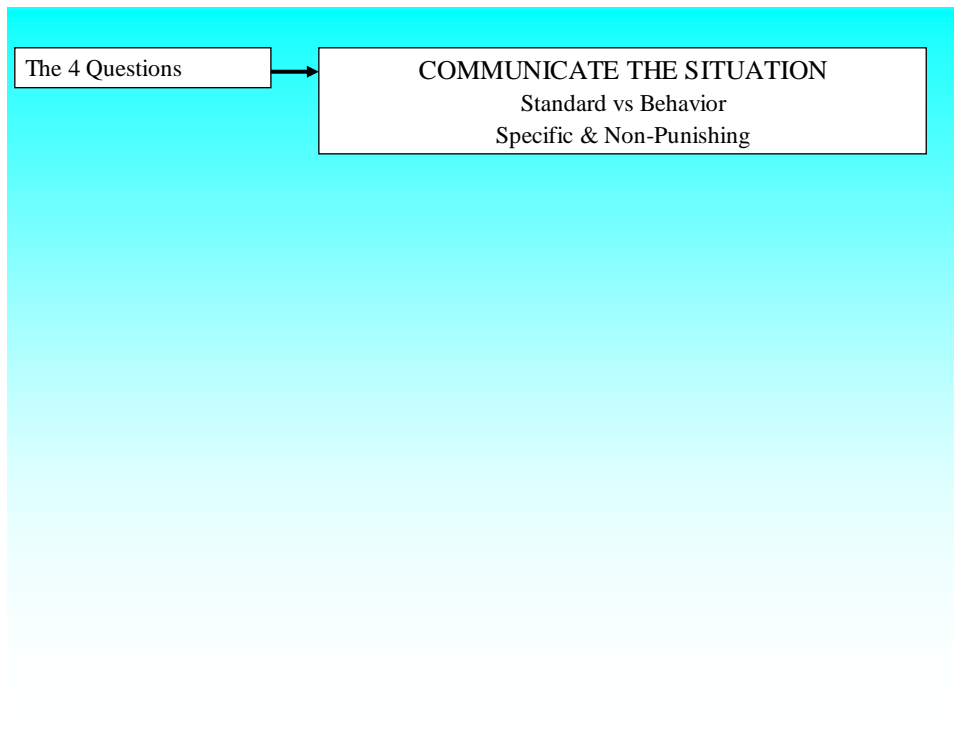 The 4 Questions
COMMUNICATE THE SITUATION
Standard vs Behavior
Specific & Non-Punishing